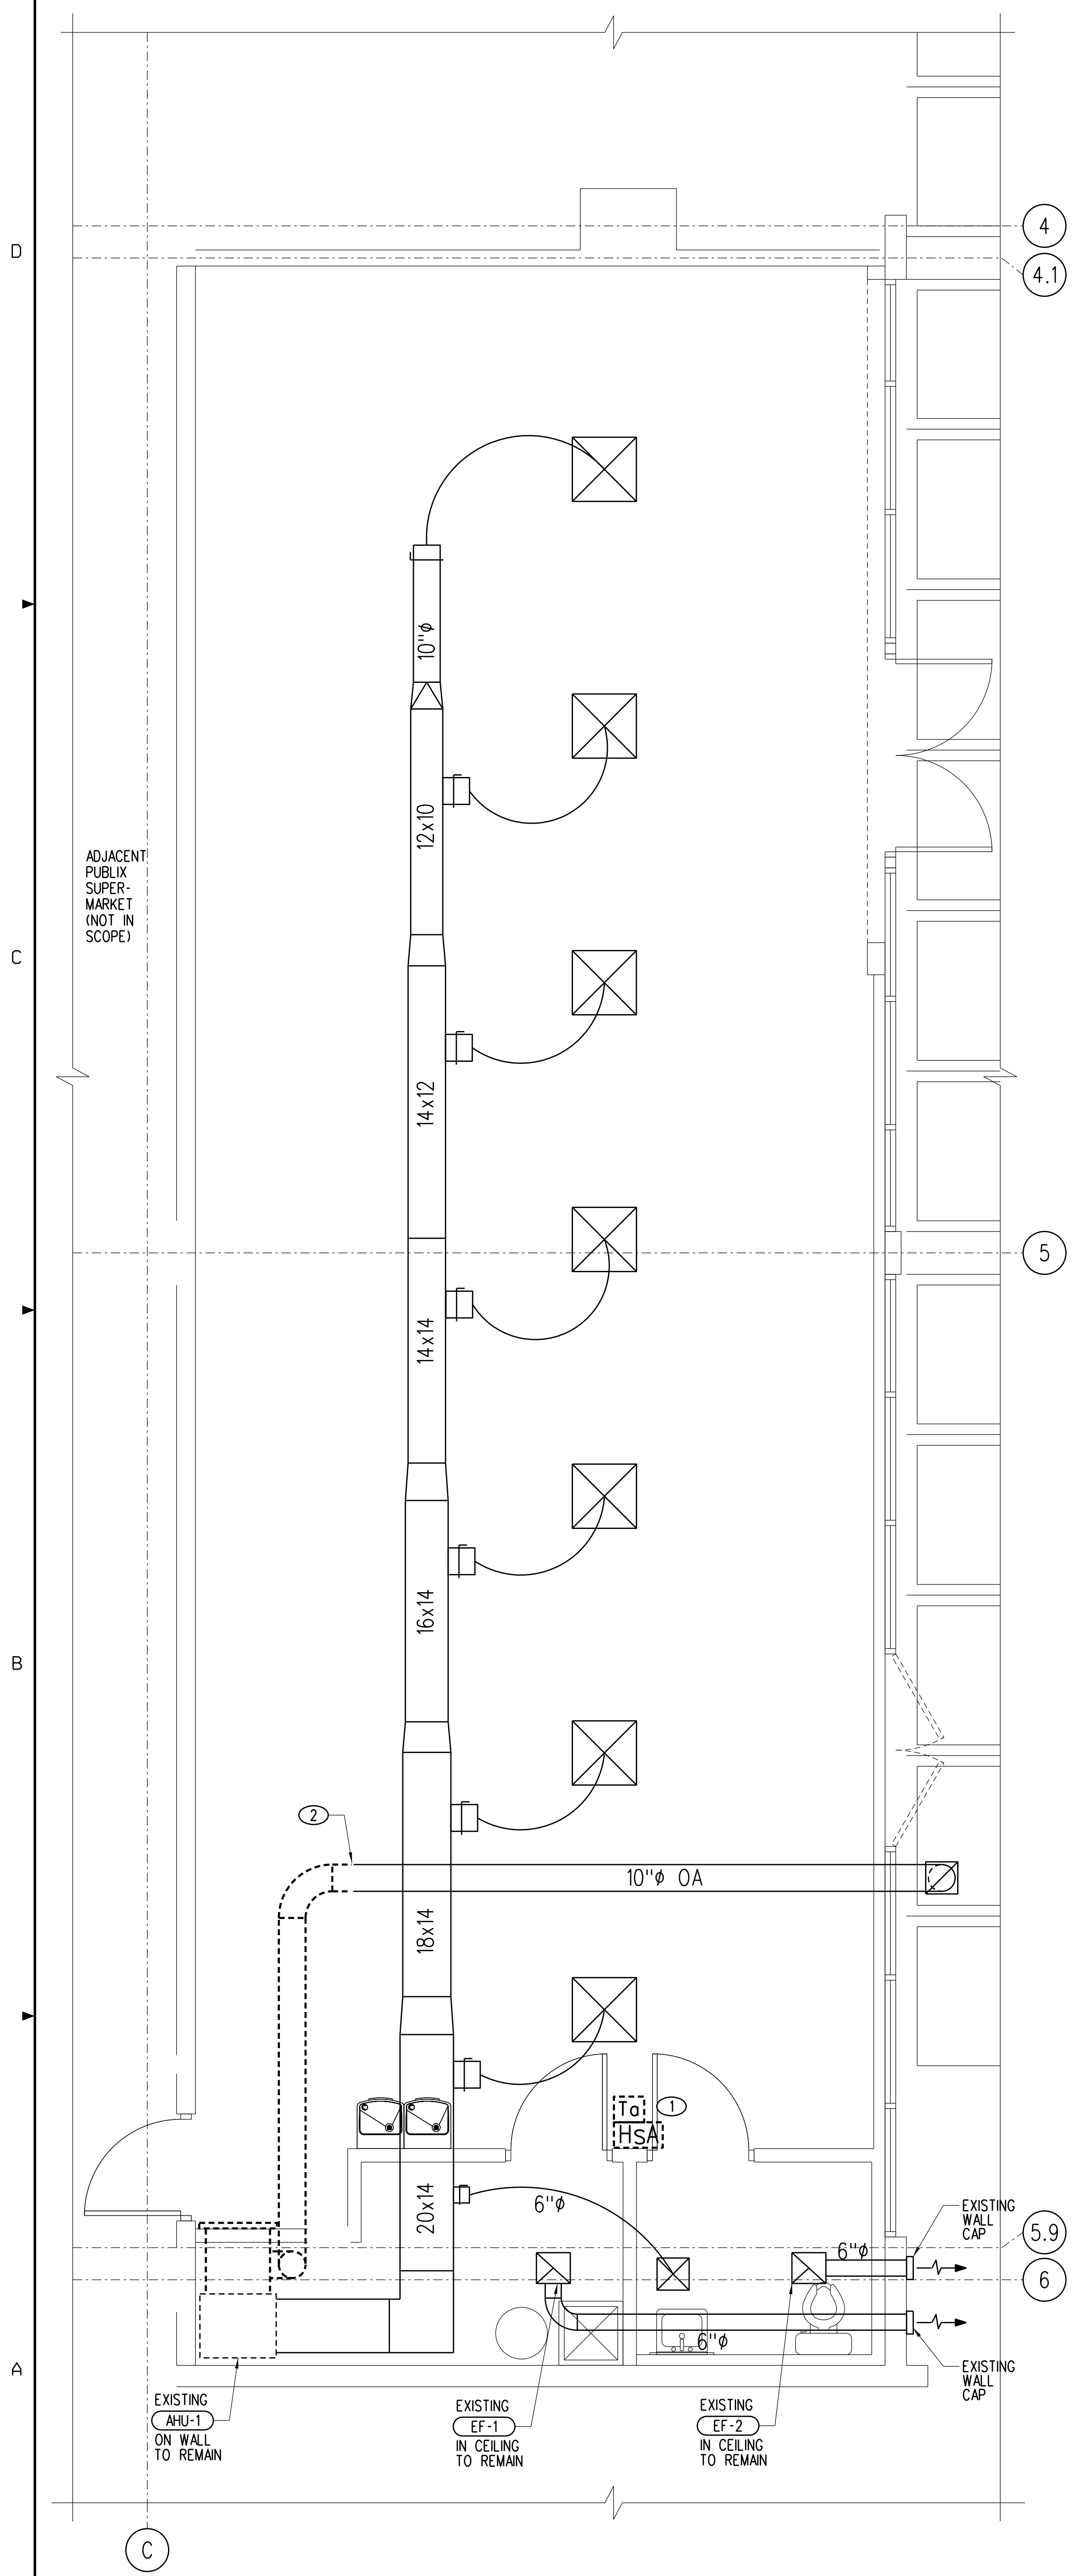 4
D
4.1
10"ϕ
12x10
ADJACENT
PUBLIX
SUPER-
MARKET
(NOT IN
SCOPE)
C
14x12
5
14x14
16x14
B
2
10"ϕ OA
18x14
Ta
1
HsA
20x14
6"ϕ
EXISTING
WALL
CAP
5.9
6"ϕ
6
6"ϕ
A
EXISTING
WALL
CAP
EXISTING
AHU-1
ON WALL
TO REMAIN
EXISTING
EF-1
IN CEILING
TO REMAIN
EXISTING
EF-2
IN CEILING
TO REMAIN
C